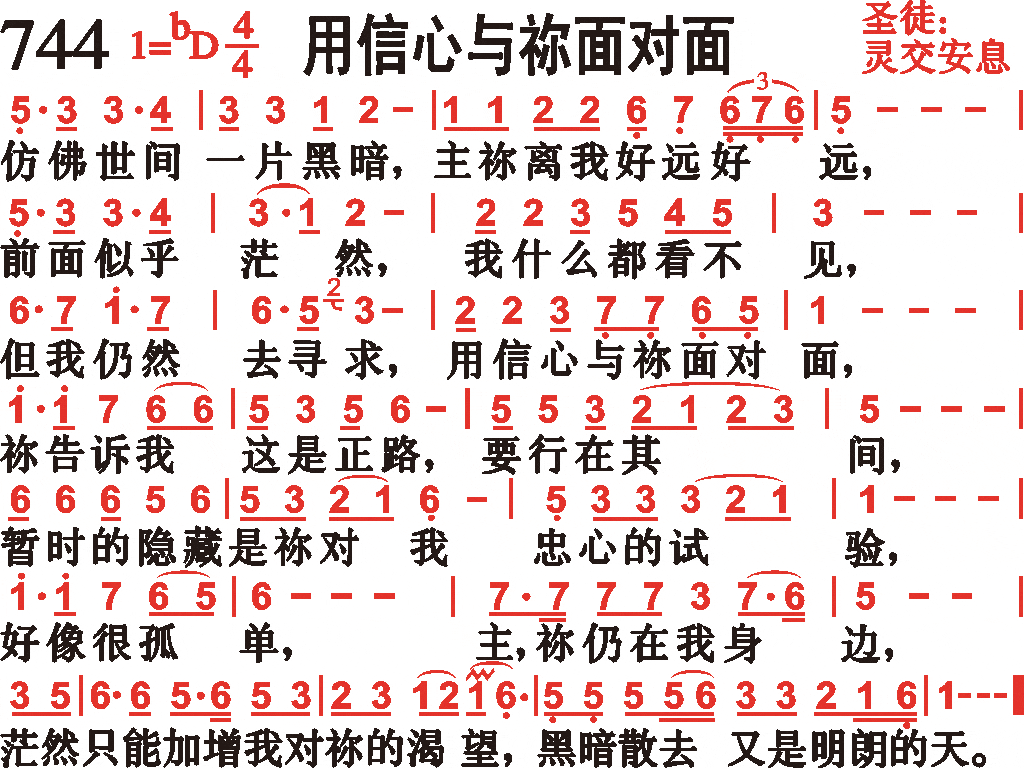 744 1=bD 4/4 用信心与祢面对面 圣徒:
灵交安息
5·3 3·4 | 3 3 1 2 – | 1 1 2 2 6 7 6 7 6 | 5 – – – |
仿佛世间 一片黑暗，主祢离我好远好 远，
5·3 3·4 | 3·1 2 – | 2 2 3 5 4 5 | 3 – – – |
前面似乎 茫 然， 我什么都看不 见，
6·7 1·7 | 6·5 2 3 – | 2 2 3 7 7 6 5 | 1 – – – |
但我仍然 去寻求， 用信心与祢面对 面，
1·1 7 6 6 | 5 3 5 6 – | 5 5 3 2 1 2 3 | 5 – – – |
祢告诉我 这是正路， 要行在其 间，
6 6 6 5 6 | 5 3 2 1 6 – | 5 3 3 3 2 1 | 1 – – – |
暂时的隐藏是祢对 我 忠心的试 验，
1·1 7 6 5 | 6 – – – | 7·7 7 7 3 7·6 | 5 – – |
好像很孤 单， 主，祢仍在我身 边，
3 5 | 6·6 5·6 5 3 | 2 3 1 2 1 6· | 5 5 5 5 6 3 3 2 1 6 | 1 - - - |
茫然只能加增我对祢的渴 望，黑暗散去 又是明朗的天。